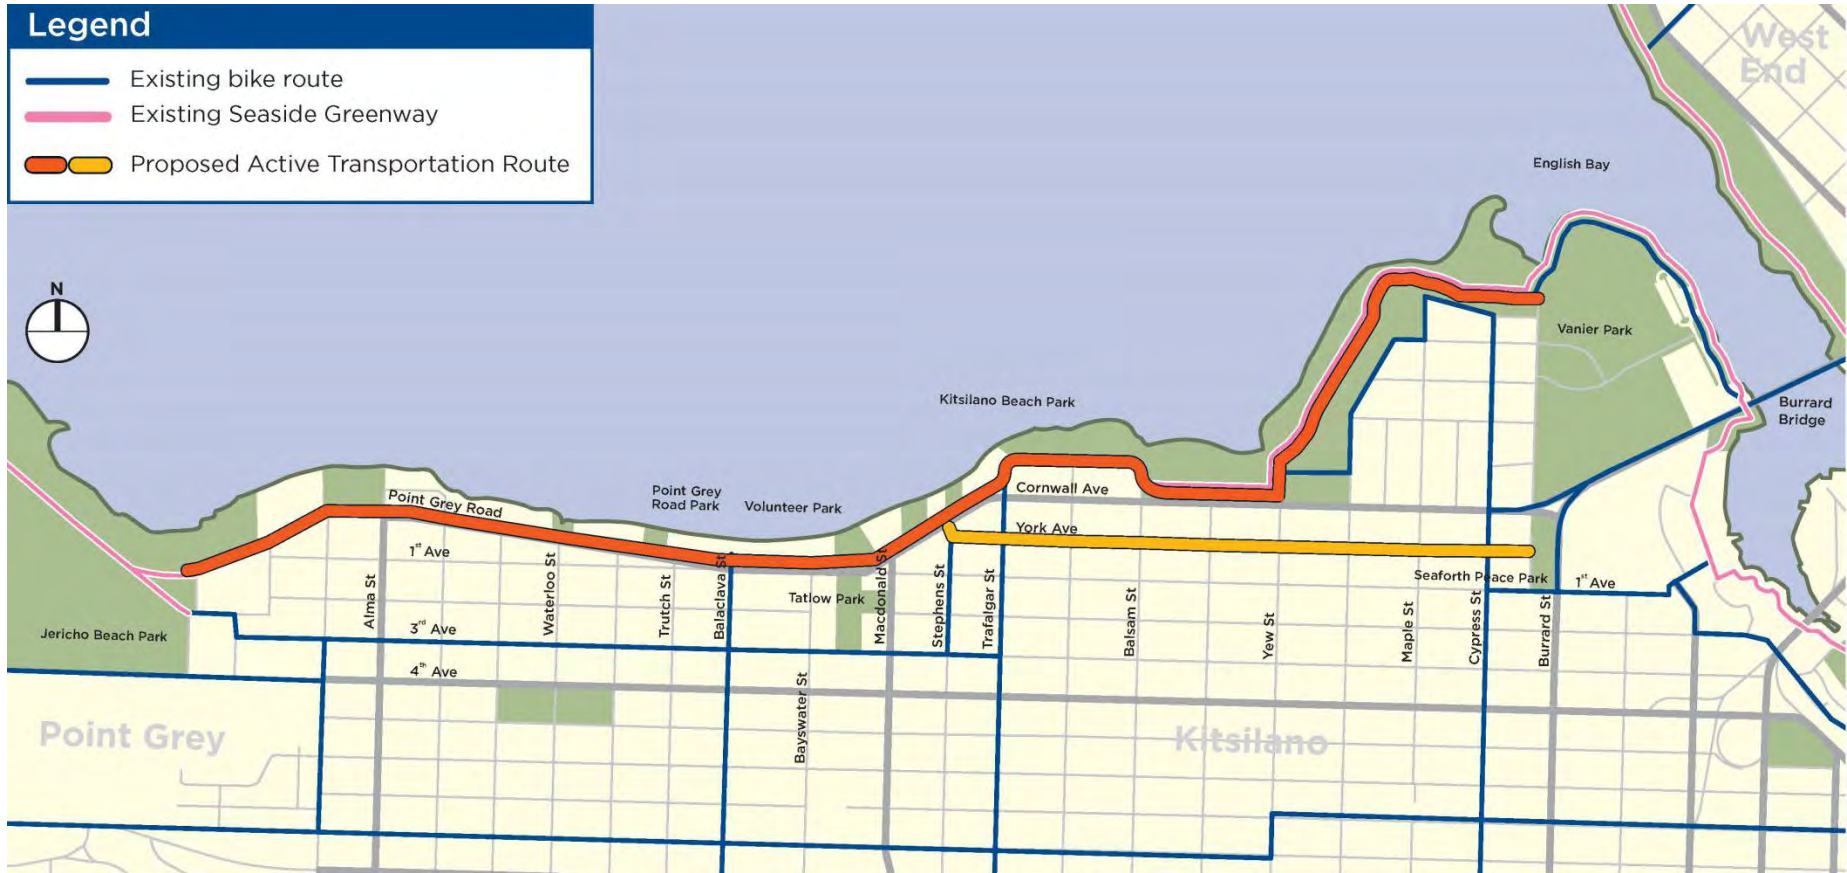 Legend
Existing bike route
Existing Seaside Greenway
Proposed Active Transportation Route
West
End
English Bay
N
Vanier Park
Kitsilano Beach Park
Burrard
Bridge
Point Grey Road
Point Grey
Road Park
Volunteer Park
Cornwall Ave
York Ave
1st Ave
Seaforth Peace Park
1st Ave
Alma St
Waterloo St
Trutch St
Balaclava St
Tatlow Park
Macdonald St
Stephens St
Trafalgar St
Balsam St
Yew St
Maple St
Cypress St
Burrard St
Jericho Beach Park
3rd Ave
4th Ave
Bayswater St
Point Grey
Kitsilano